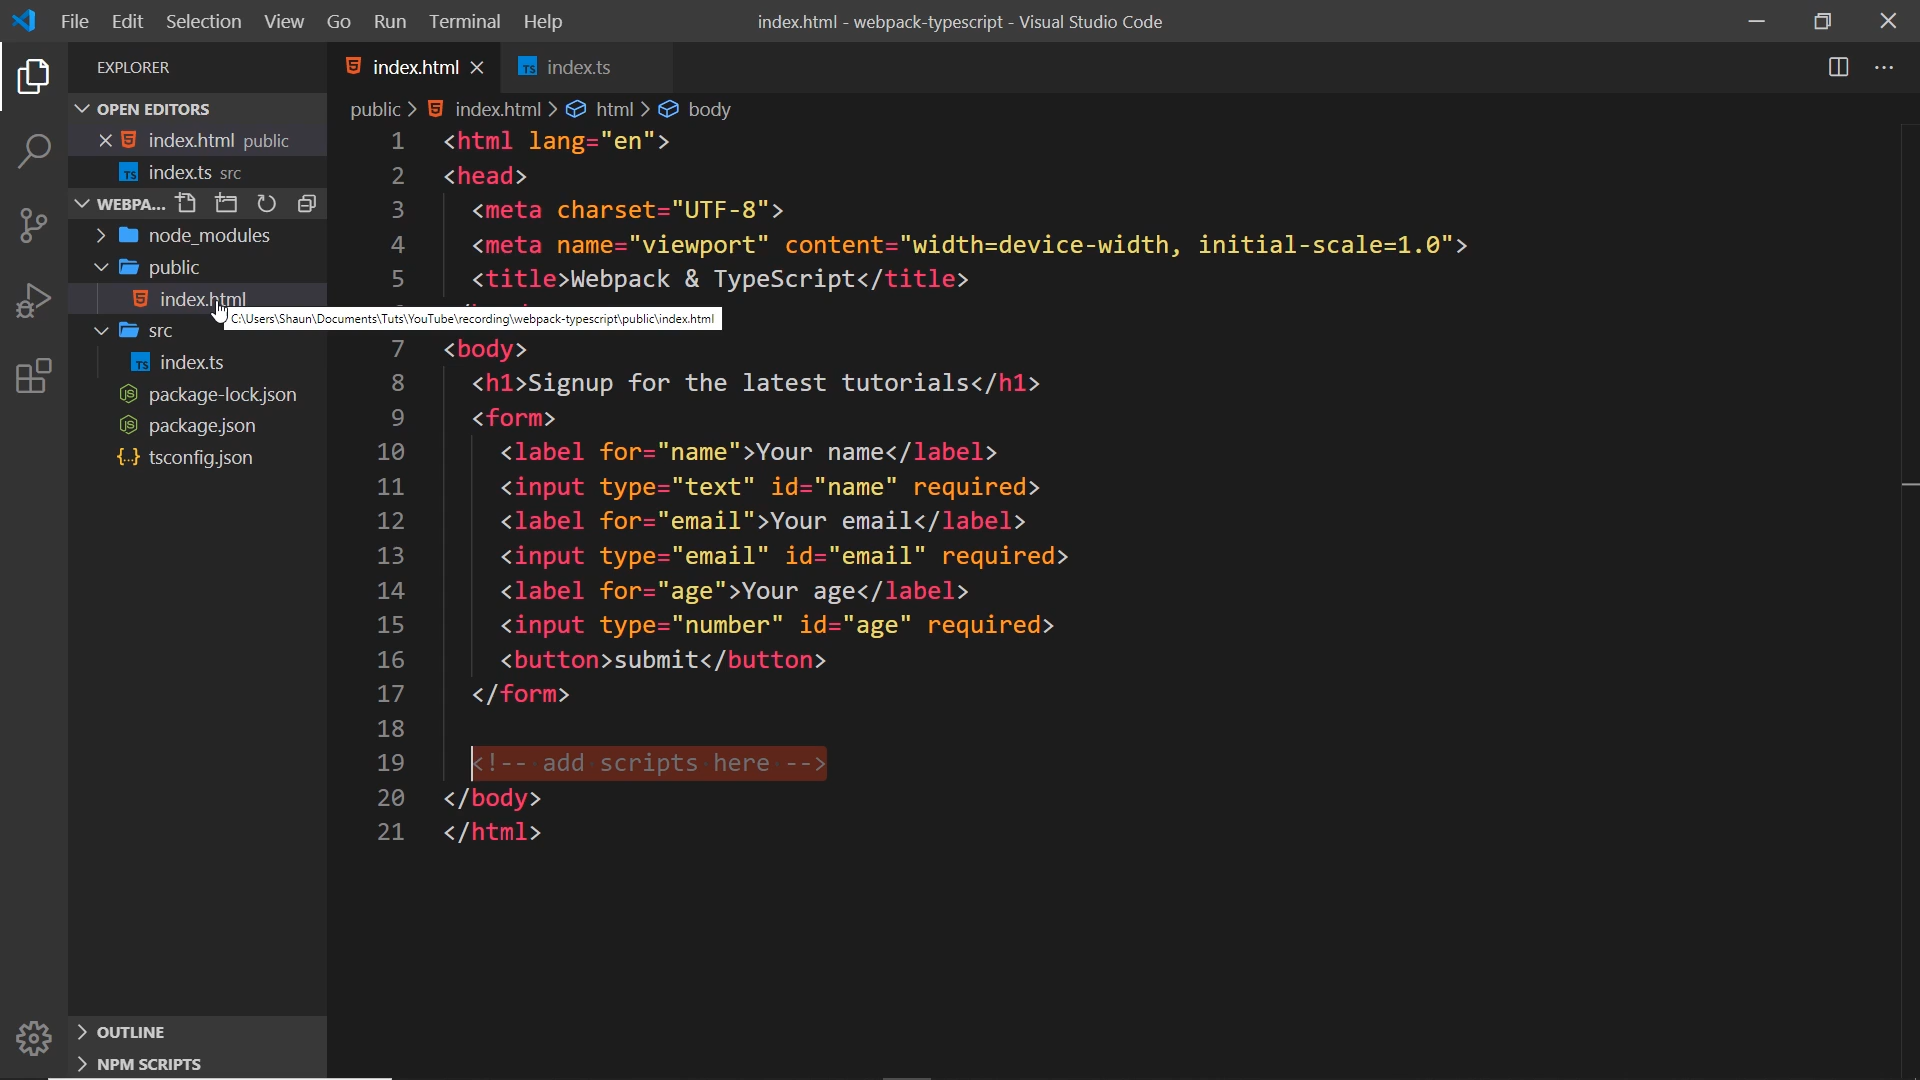 File Edit Selection View Go Run Terminal Help
index.html - webpack-typescript - Visual Studio Code
EXPLORER
OPEN EDITORS
index.html public
TS index.ts src
WEBPA...
node_modules
public
index.html
src
TS index.ts
package-lock.json
package.json
{..} tsconfig.json
OUTLINE
NPM SCRIPTS
index.html
TS index.ts
public > index.html > html > body
1 <html lang="en">
2 <head>
3 <meta charset="UTF-8">
4 <meta name="viewport" content="width=device-width, initial-scale=1.0">
5 <title>Webpack & TypeScript</title>
C:\Users\Shaun\Documents\Tuts\YouTube\recording\webpack-typescript\public\index.html
7 <body>
8 <h1>Signup for the latest tutorials</h1>
9 <form>
10 <label for="name">Your name</label>
11 <input type="text" id="name" required>
12 <label for="email">Your email</label>
13 <input type="email" id="email" required>
14 <label for="age">Your age</label>
15 <input type="number" id="age" required>
16 <button>submit</button>
17 </form>
18
19 <!-- add scripts here -->
20 </body>
21 </html>